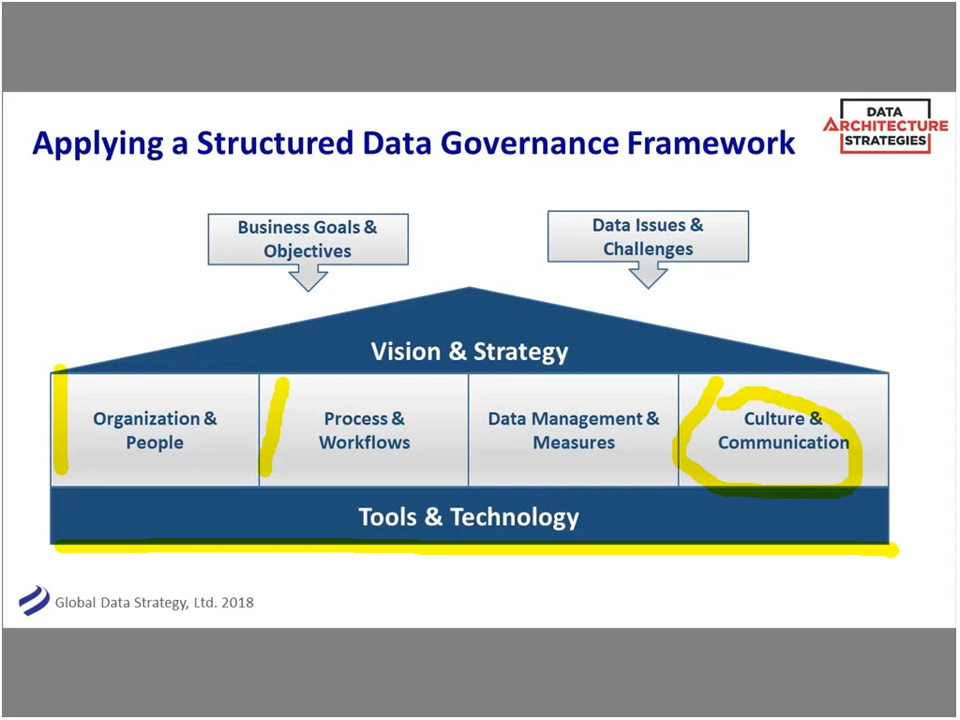 Applying a Structured Data Governance Framework
DATA
ARCHITECTURE
STRATEGIES
Business Goals &
Objectives
Data Issues &
Challenges
Vision & Strategy
Organization &
People
Process &
Workflows
Data Management &
Measures
Culture &
Communication
Tools & Technology
Global Data Strategy, Ltd. 2018